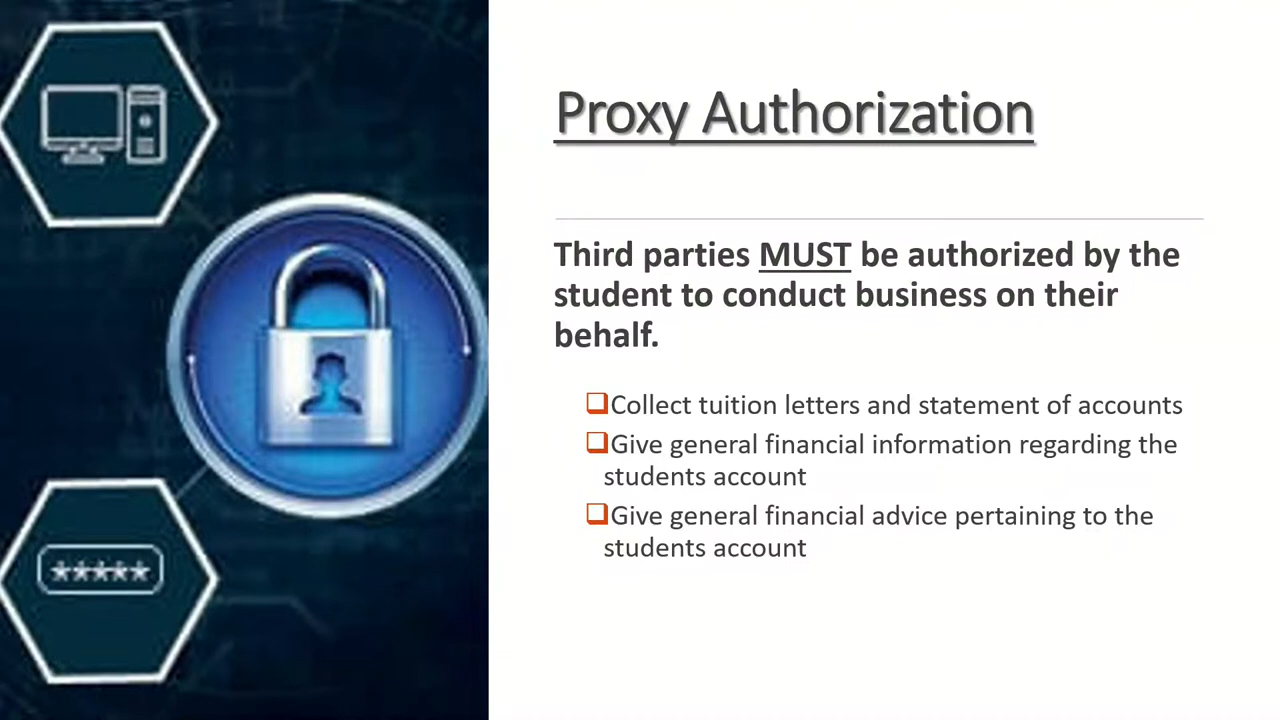 Proxy Authorization
Third parties MUST be authorized by the
student to conduct business on their
behalf.
❑Collect tuition letters and statement of accounts
❑Give general financial information regarding the
students account
❑Give general financial advice pertaining to the
students account
*****